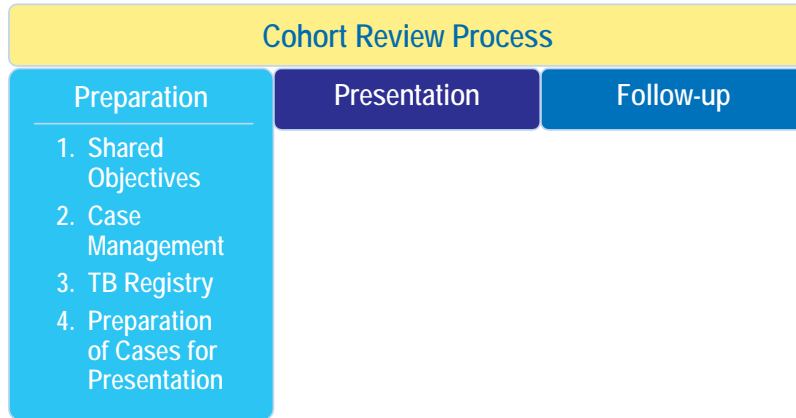 Cohort Review Process
Preparation
Presentation
Follow-up
1. Shared
Objectives
2. Case
Management
3. TB Registry
4. Preparation
of Cases for
Presentation